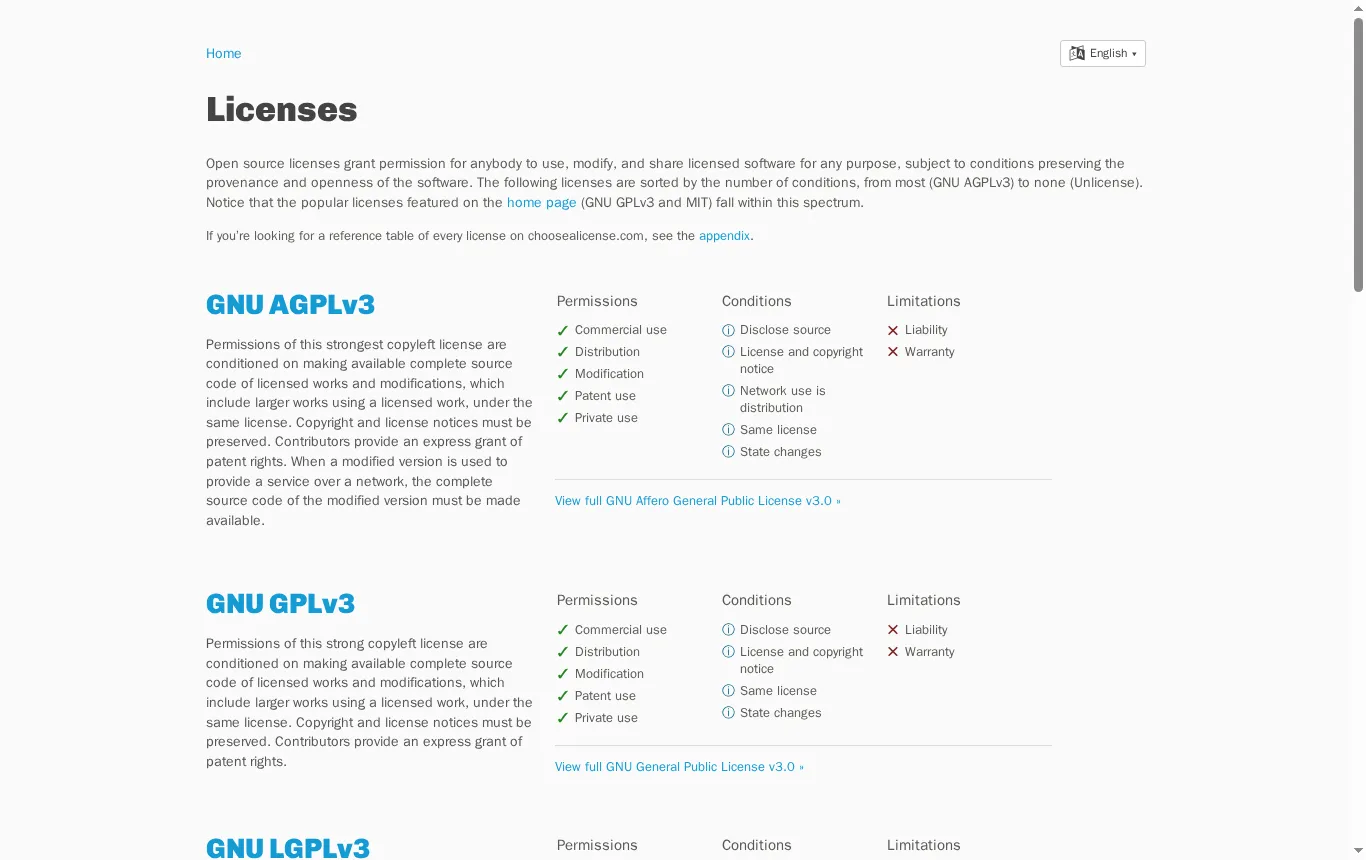 Home
English ▾
Licenses
Open source licenses grant permission for anybody to use, modify, and share licensed software for any purpose, subject to conditions preserving the
provenance and openness of the software. The following licenses are sorted by the number of conditions, from most (GNU AGPLv3) to none (Unlicense).
Notice that the popular licenses featured on the home page (GNU GPLv3 and MIT) fall within this spectrum.
If you're looking for a reference table of every license on choosealicense.com, see the appendix.
GNU AGPLv3
Permissions of this strongest copyleft license are
conditioned on making available complete source
code of licensed works and modifications, which
include larger works using a licensed work, under the
same license. Copyright and license notices must be
preserved. Contributors provide an express grant of
patent rights. When a modified version is used to
provide a service over a network, the complete
source code of the modified version must be made
available.
Permissions
Commercial use
Distribution
Modification
Patent use
Private use
Conditions
Disclose source
License and copyright
notice
Network use is
distribution
Same license
State changes
Limitations
Liability
Warranty
View full GNU Affero General Public License v3.0 »
GNU GPLv3
Permissions of this strong copyleft license are
conditioned on making available complete source
code of licensed works and modifications, which
include larger works using a licensed work, under the
same license. Copyright and license notices must be
preserved. Contributors provide an express grant of
patent rights.
Permissions
Commercial use
Distribution
Modification
Patent use
Private use
Conditions
Disclose source
License and copyright
notice
Same license
State changes
Limitations
Liability
Warranty
View full GNU General Public License v3.0 »
GNU LGPLv3
Permissions
Conditions
Limitations